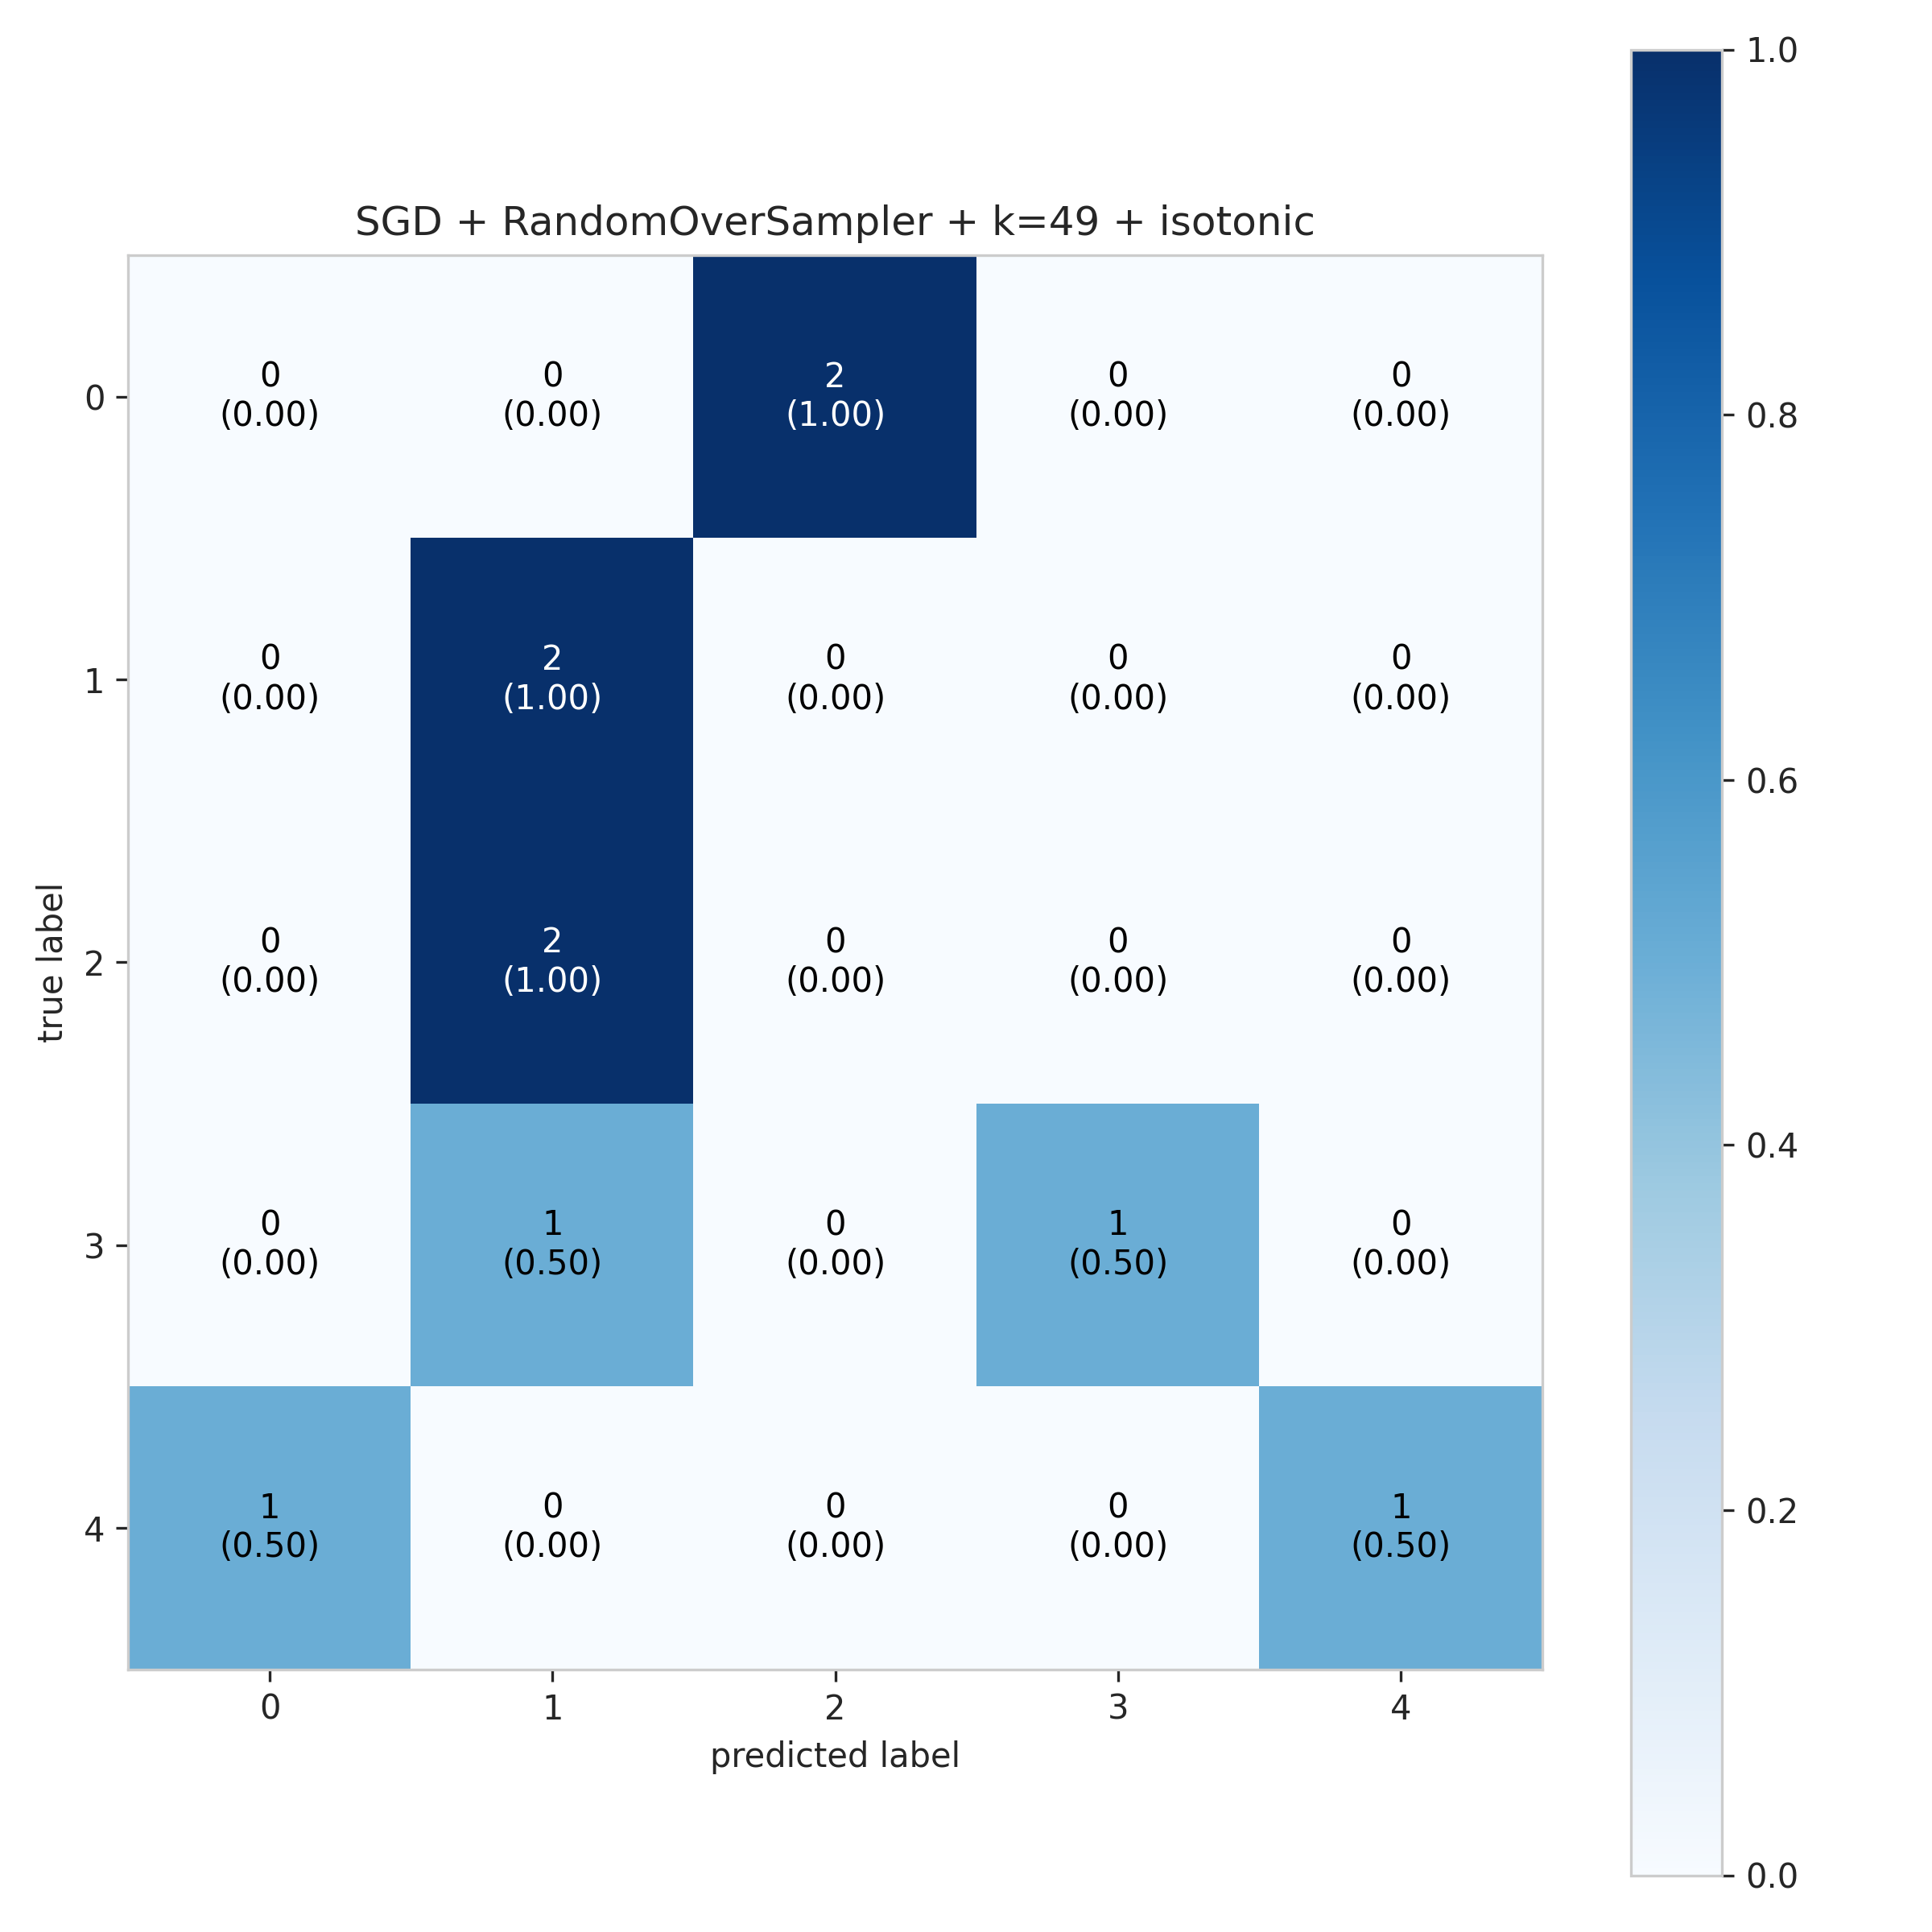 SGD + RandomOverSampler + k=49 + isotonic
1.0
0.8
0.6
0.4
0.2
0.0
true label
0
0 0 2 0 0
(0.00) (0.00) (1.00) (0.00) (0.00)
1
0 2 0 0 0
(0.00) (1.00) (0.00) (0.00) (0.00)
2
0 2 0 0 0
(0.00) (1.00) (0.00) (0.00) (0.00)
3
0 1 0 1 0
(0.00) (0.50) (0.00) (0.50) (0.00)
4
1 0 0 0 1
(0.50) (0.00) (0.00) (0.00) (0.50)
0 1 2 3 4
predicted label